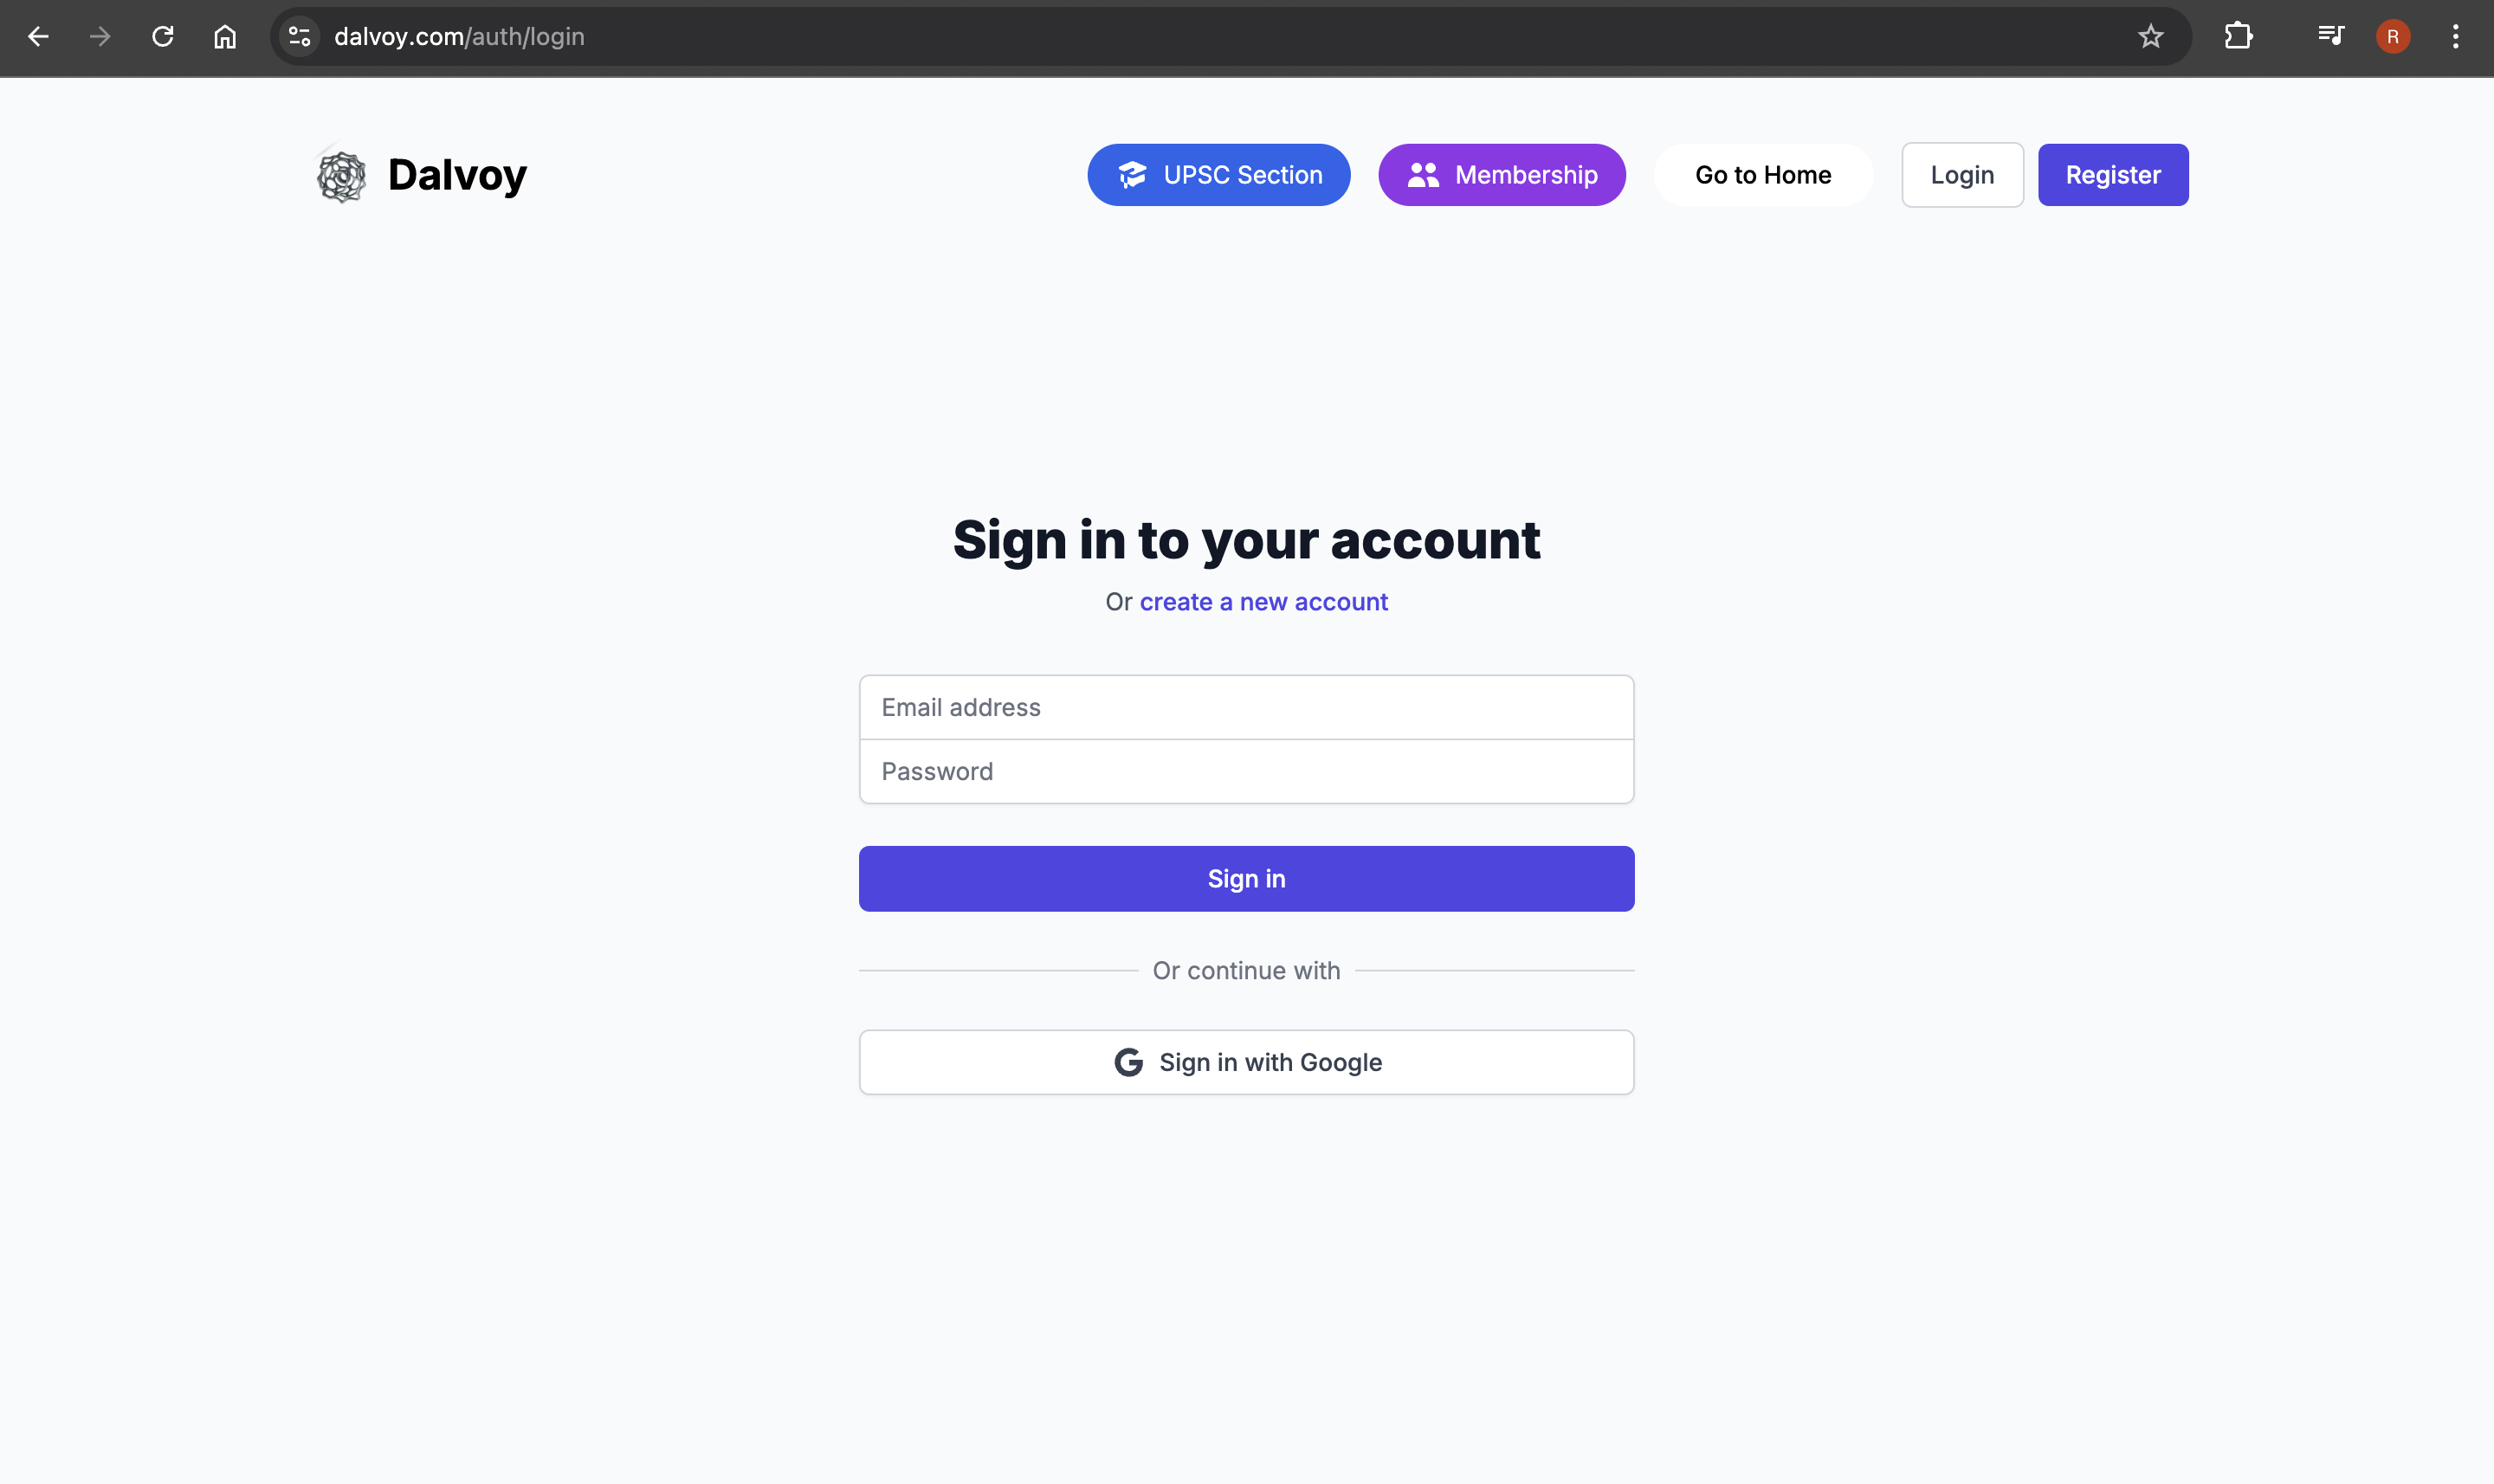 dalvoy.com/auth/login
R
Dalvoy
UPSC Section
Membership
Go to Home
Login
Register
Sign in to your account
Or create a new account
Email address
Password
Sign in
Or continue with
G Sign in with Google